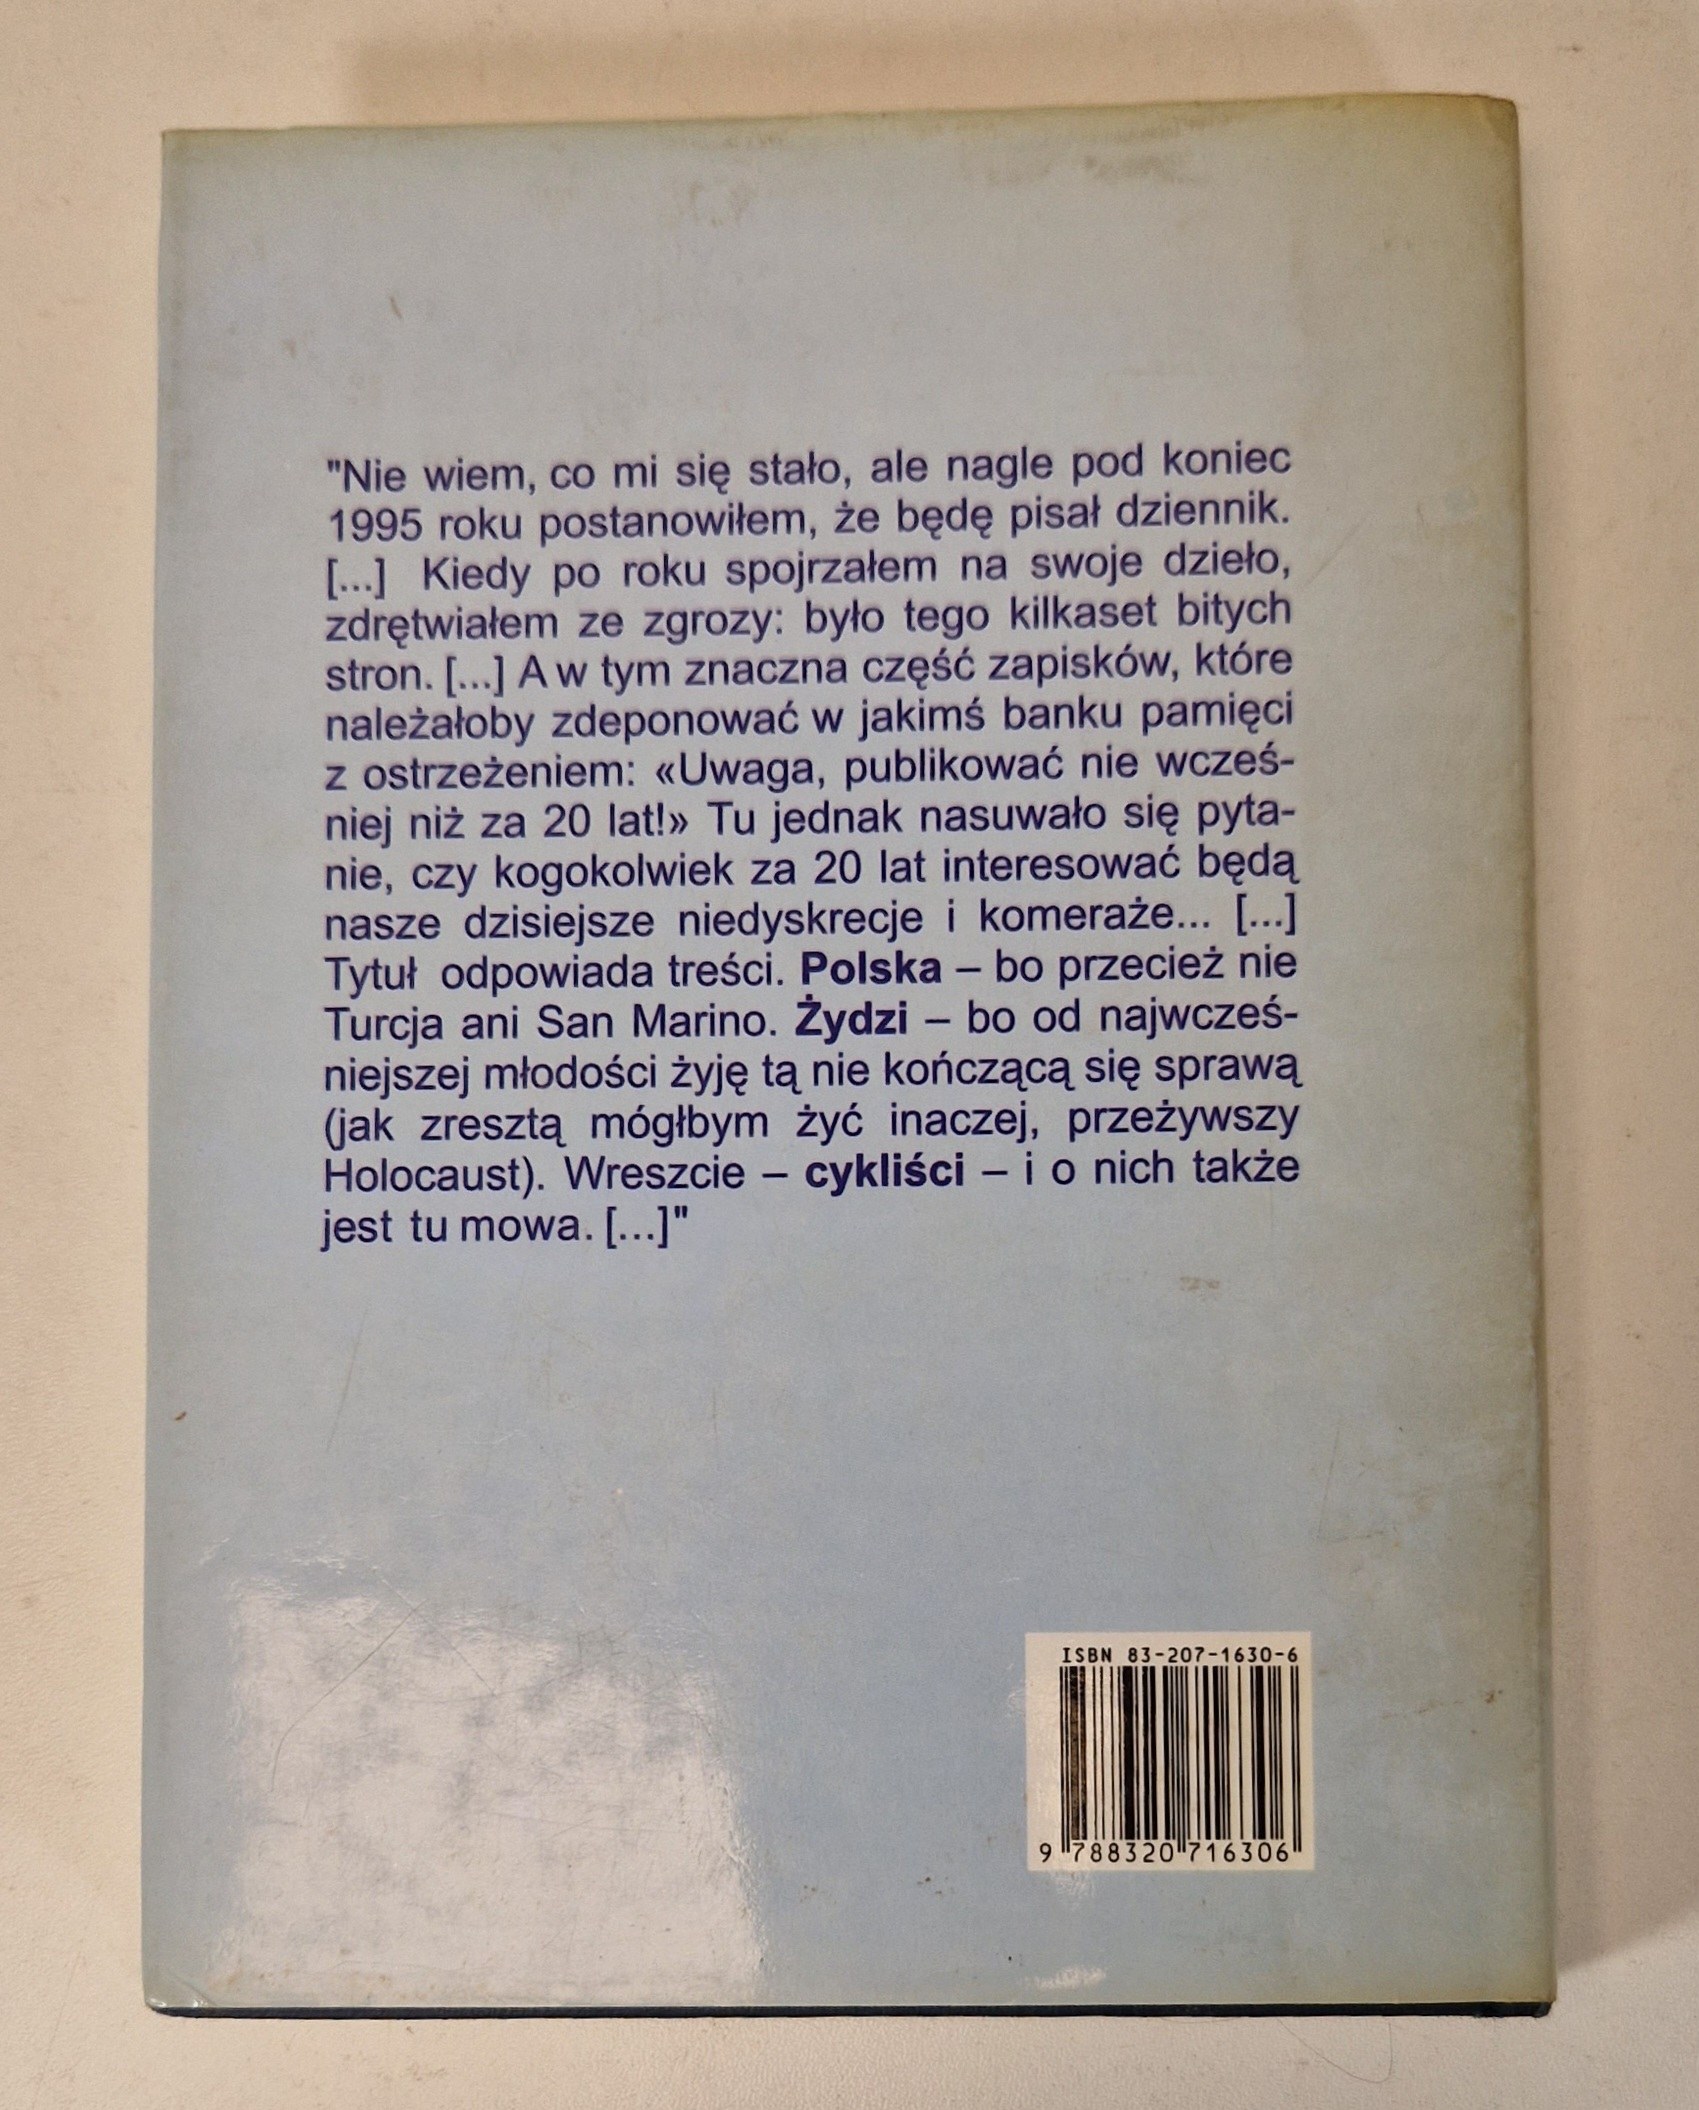 "Nie wiem, co mi się stało, ale nagle pod koniec
1995 roku postanowiłem, że będę pisał dziennik.
[...] Kiedy po roku spojrzałem na swoje dzieło,
zdrętwiałem ze zgrozy: było tego kilkaset bitych
stron. [...] A w tym znaczna część zapisków, które
należałoby zdeponować w jakimś banku pamięci
z ostrzeżeniem: «Uwaga, publikować nie wcześ-
niej niż za 20 lat!» Tu jednak nasuwało się pyta-
nie, czy kogokolwiek za 20 lat interesować będą
nasze dzisiejsze niedyskrecje i komeraże... [...]
Tytuł odpowiada treści. Polska – bo przecież nie
Turcja ani San Marino. Żydzi – bo od najwcześ-
niejszej młodości żyję tą nie kończącą się sprawą
(jak zresztą mógłbym żyć inaczej, przeżywszy
Holocaust). Wreszcie – cykliści – i o nich także
jest tu mowa. [...]"
ISBN 83-207-1630-6
9 788320 716306